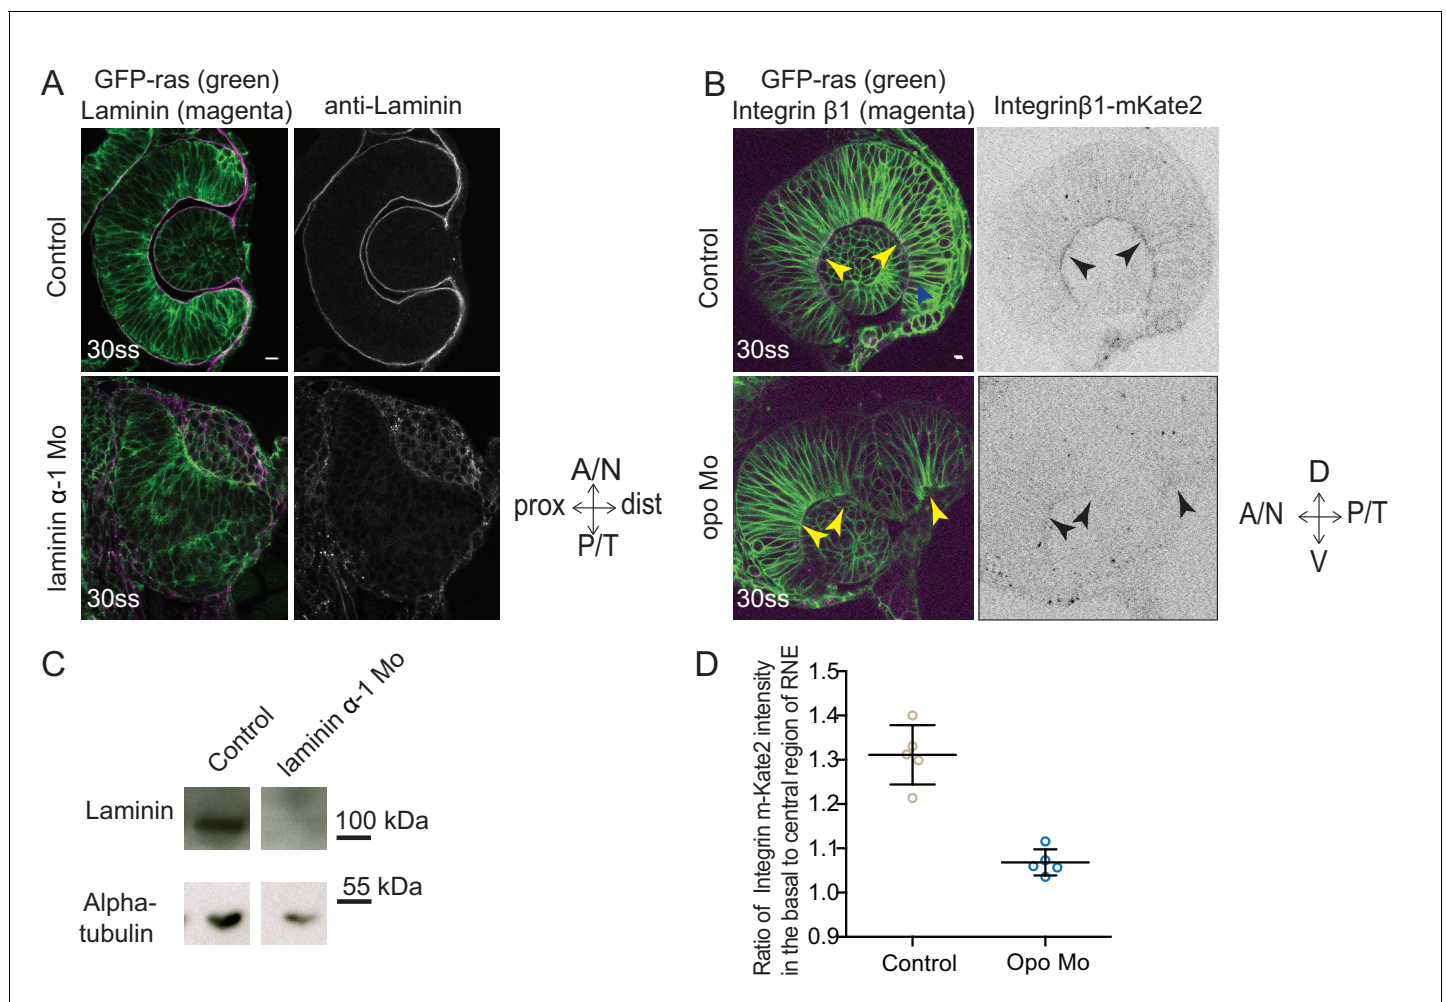 A
GFP-ras (green)
Laminin (magenta)
anti-Laminin
Control
30ss
laminin α-1 Mo
30ss
A/N
prox
dist
P/T
B
GFP-ras (green)
Integrin β1 (magenta)
Integrinβ1-mKate2
Control
30ss
opo Mo
30ss
D
A/N
P/T
V
C
Control
laminin α-1 Mo
Laminin
100 kDa
55 kDa
Alpha-
tubulin
D
Ratio of Integrin m-Kate2 intensity
in the basal to central region of RNE
1.5
1.4
1.3
1.2
1.1
1.0
0.9
Control
Opo Mo